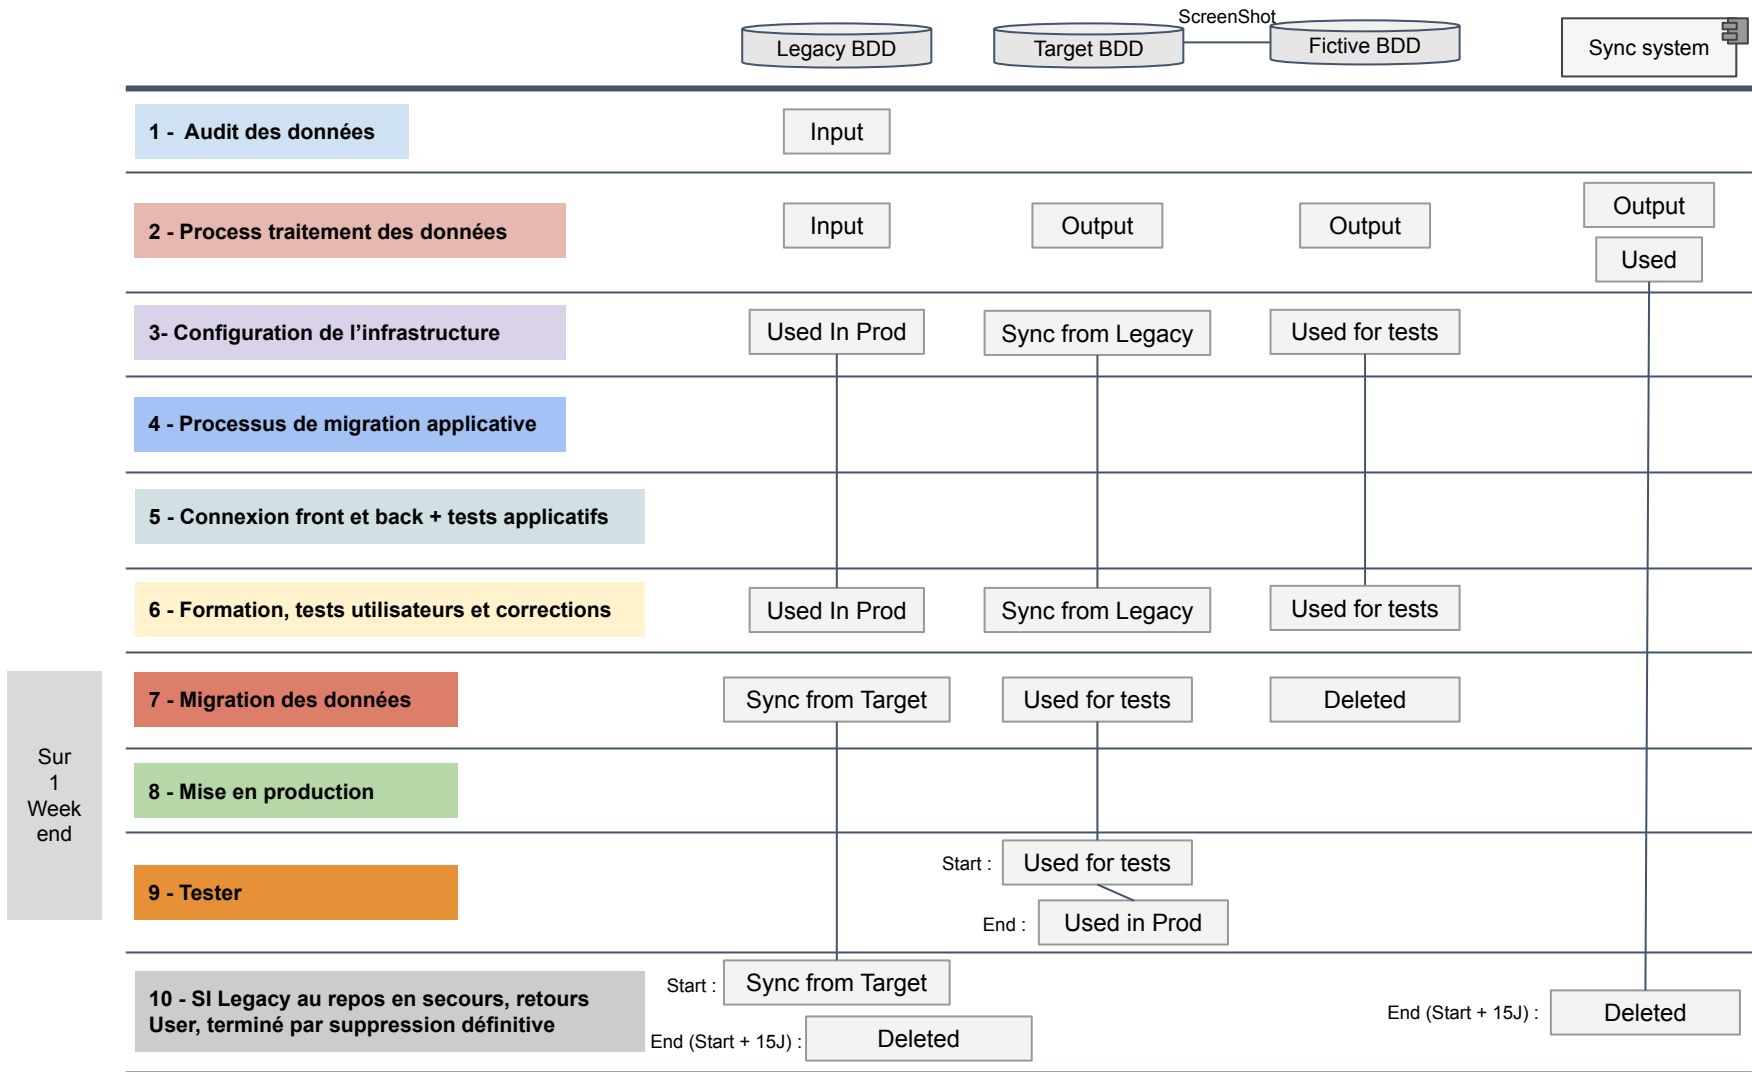 ScreenShot
Legacy BDD
Target BDD
Fictive BDD
Sync system
1 - Audit des données
Input
2 - Process traitement des données
Input
Output
Output
Output
Used
3- Configuration de l’infrastructure
Used In Prod
Sync from Legacy
Used for tests
4 - Processus de migration applicative
5 - Connexion front et back + tests applicatifs
6 - Formation, tests utilisateurs et corrections
Used In Prod
Sync from Legacy
Used for tests
Sur
1
Week
end
7 - Migration des données
Sync from Target
Used for tests
Deleted
8 - Mise en production
9 - Tester
Start :
Used for tests
End :
Used in Prod
10 - SI Legacy au repos en secours, retours
User, terminé par suppression définitive
Start :
Sync from Target
End (Start + 15J) :
Deleted
End (Start + 15J) :
Deleted